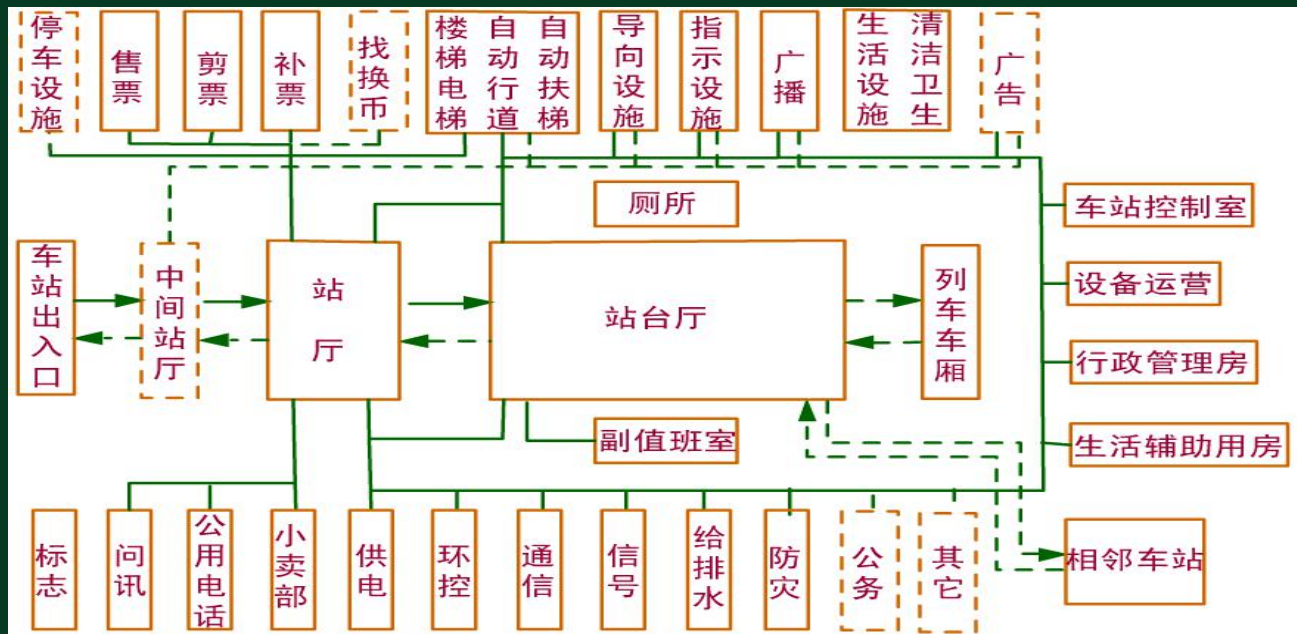 停车设施
售票
剪票
补票
找换币
楼梯电梯
自动行道
自动扶梯
导向设施
指示设施
广播
生活设施
清洁卫生
广告
厕所
车站控制室
车站出入口
中间站厅
站厅
站台厅
列车车厢
设备运营
行政管理房
副值班室
生活辅助用房
标志
问讯
公用电话
小卖部
供电
环控
通信
信号
给排水
防灾
公务
其它
相邻车站